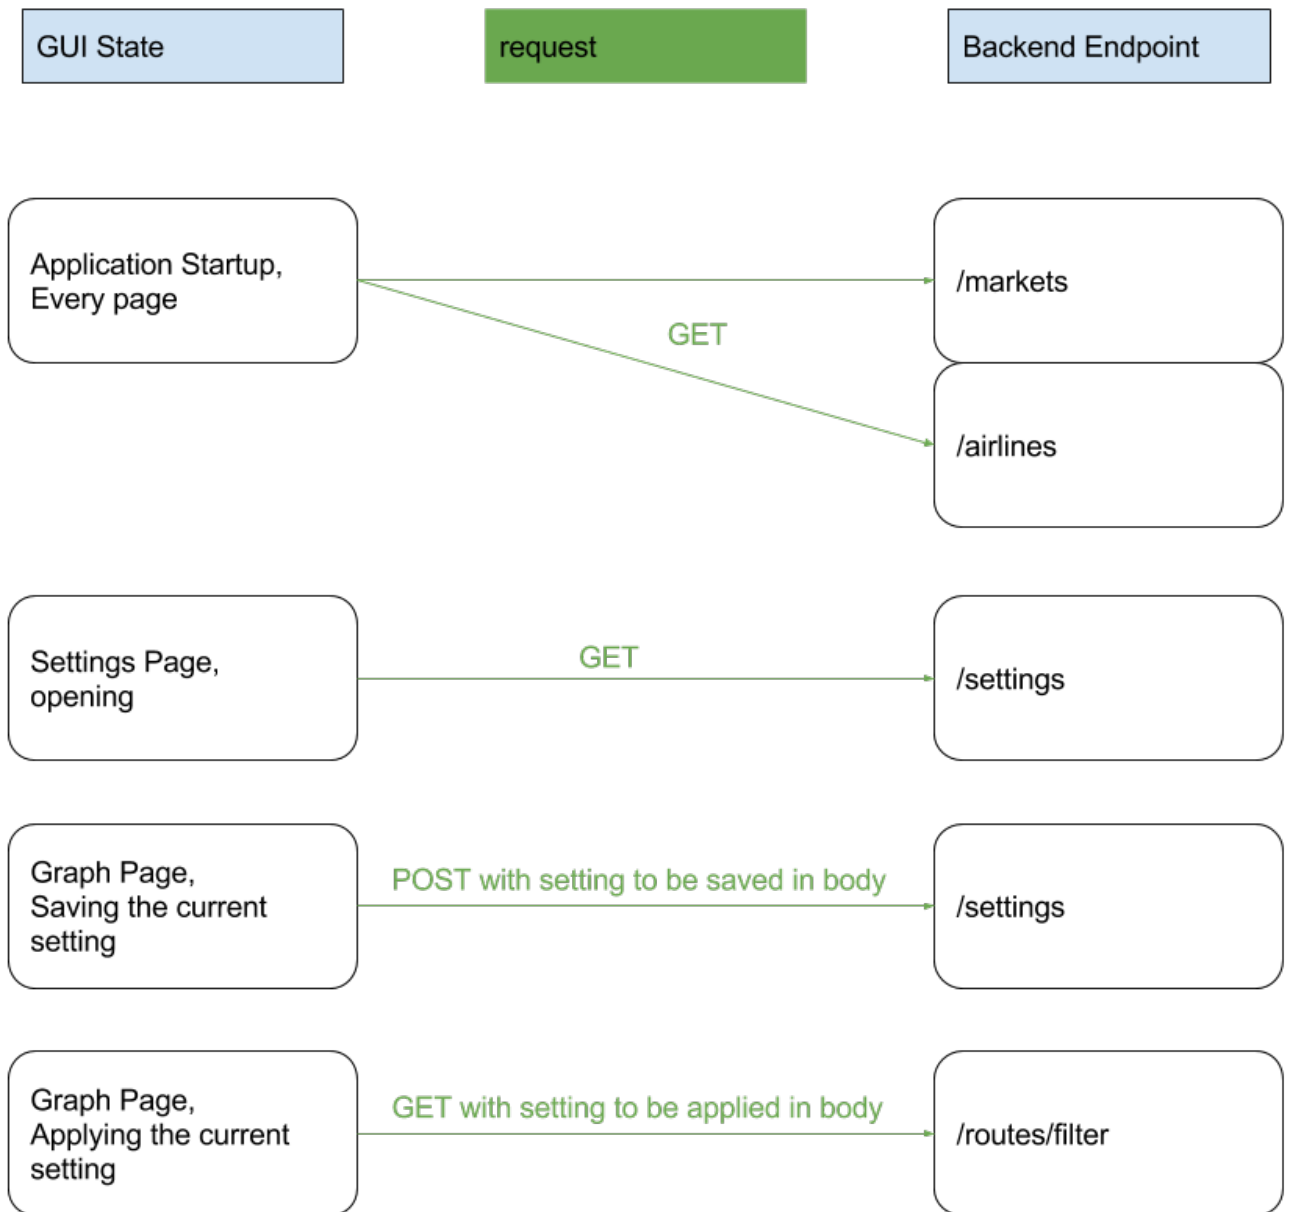 GUI State
request
Backend Endpoint
Application Startup,
Every page
/markets
GET
/airlines
Settings Page,
opening
GET
/settings
Graph Page,
Saving the current
setting
POST with setting to be saved in body
/settings
Graph Page,
Applying the current
setting
GET with setting to be applied in body
/routes/filter